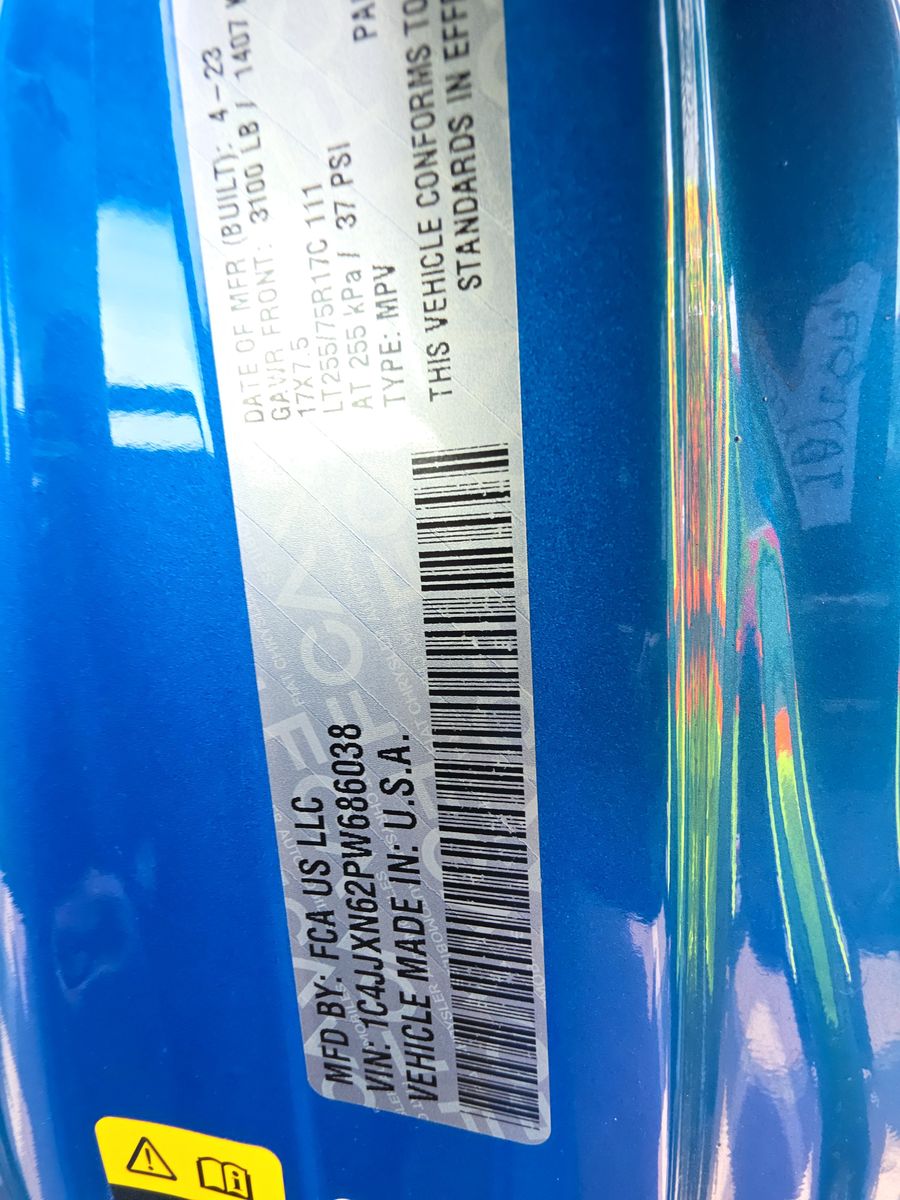 MFD BY: FCA US LLC
VIN: 1C4JJXN62PW686038
VEHICLE MADE IN: U.S.A.
DATE OF MFR (BUILT): 4-23
GAWR FRONT: 3100 LB / 1407
17X7.5
LT255/75R17C 111
AT 255 kPa / 37 PSI
TYPE: MPV
THIS VEHICLE CONFORMS TO
STANDARDS IN EFF